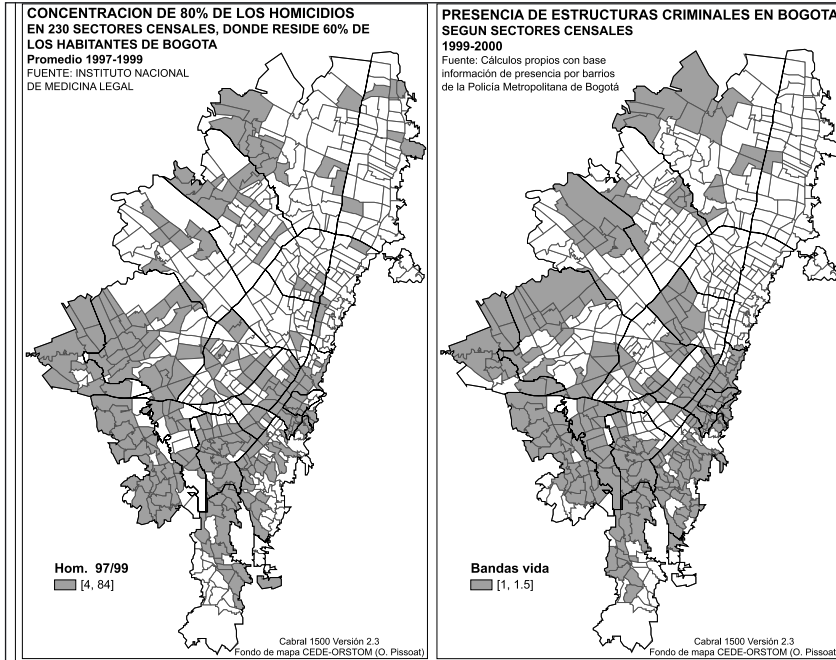 CONCENTRACION DE 80% DE LOS HOMICIDIOS
EN 230 SECTORES CENSALES, DONDE RESIDE 60% DE
LOS HABITANTES DE BOGOTA
Promedio 1997-1999
FUENTE: INSTITUTO NACIONAL
DE MEDICINA LEGAL
Hom. 97/99
[4, 84]
Cabral 1500 Versión 2.3
Fondo de mapa CEDE-ORSTOM (O. Pissoat)
PRESENCIA DE ESTRUCTURAS CRIMINALES EN BOGOTA
SEGUN SECTORES CENSALES
1999-2000
Fuente: Cálculos propios con base
información de presencia por barrios
de la Policía Metropolitana de Bogotá
Bandas vida
[1, 1.5]
Cabral 1500 Versión 2.3
Fondo de mapa CEDE-ORSTOM (O. Pissoat)